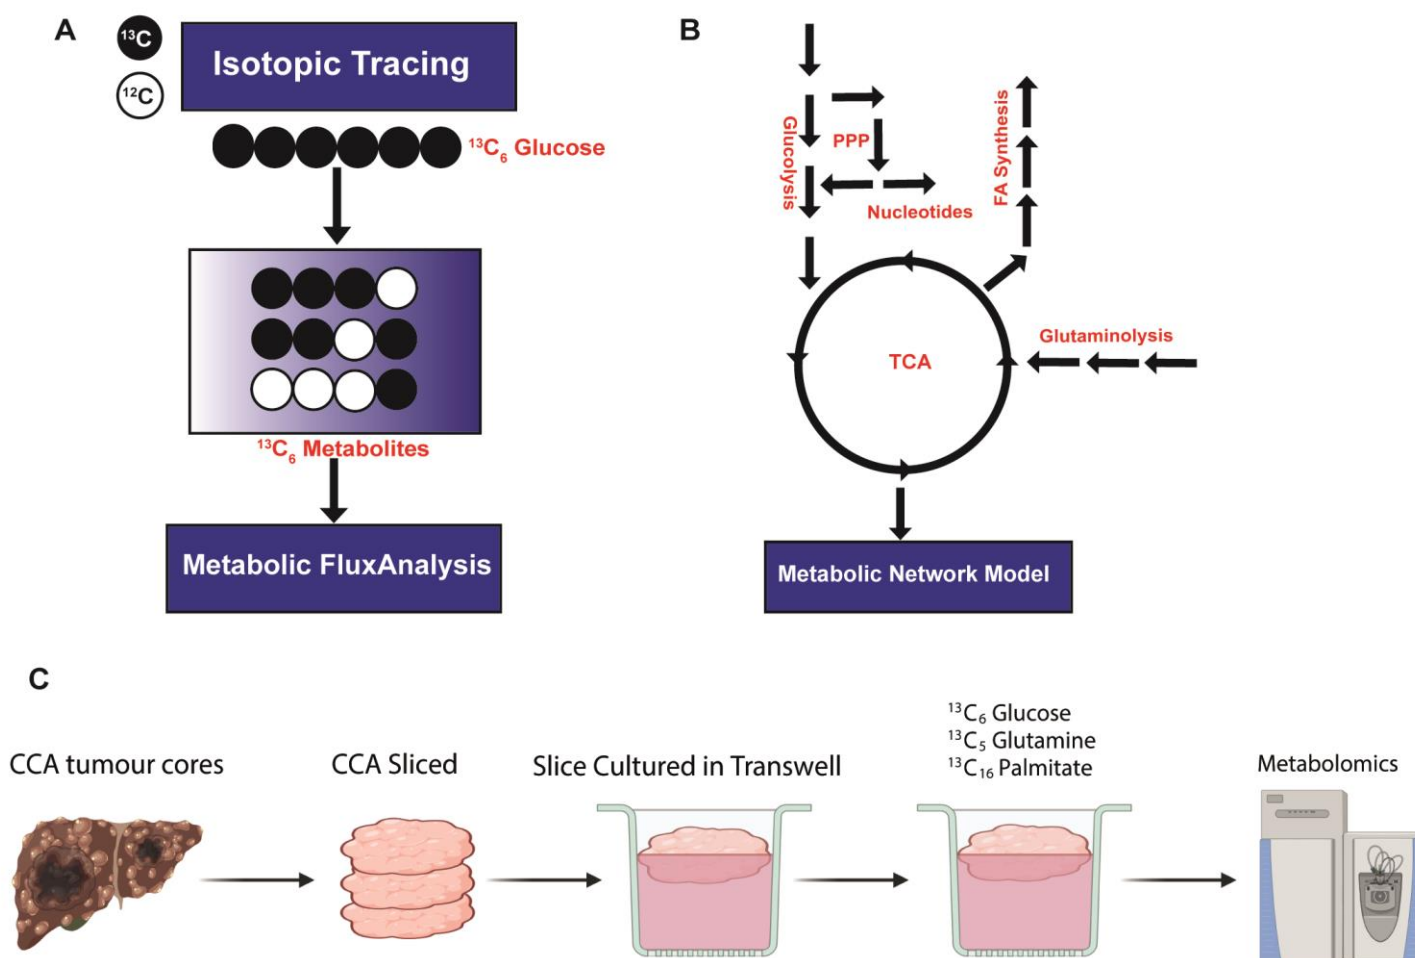 A
¹³C
¹²C
Isotopic Tracing
¹³C₆ Glucose
¹³C₆ Metabolites
Metabolic FluxAnalysis
B
Glucolysis
PPP
Nucleotides
FA Synthesis
Glutaminolysis
TCA
Metabolic Network Model
C
CCA tumour cores
CCA Sliced
Slice Cultured in Transwell
¹³C₆ Glucose
¹³C₅ Glutamine
¹³C₁₆ Palmitate
Metabolomics